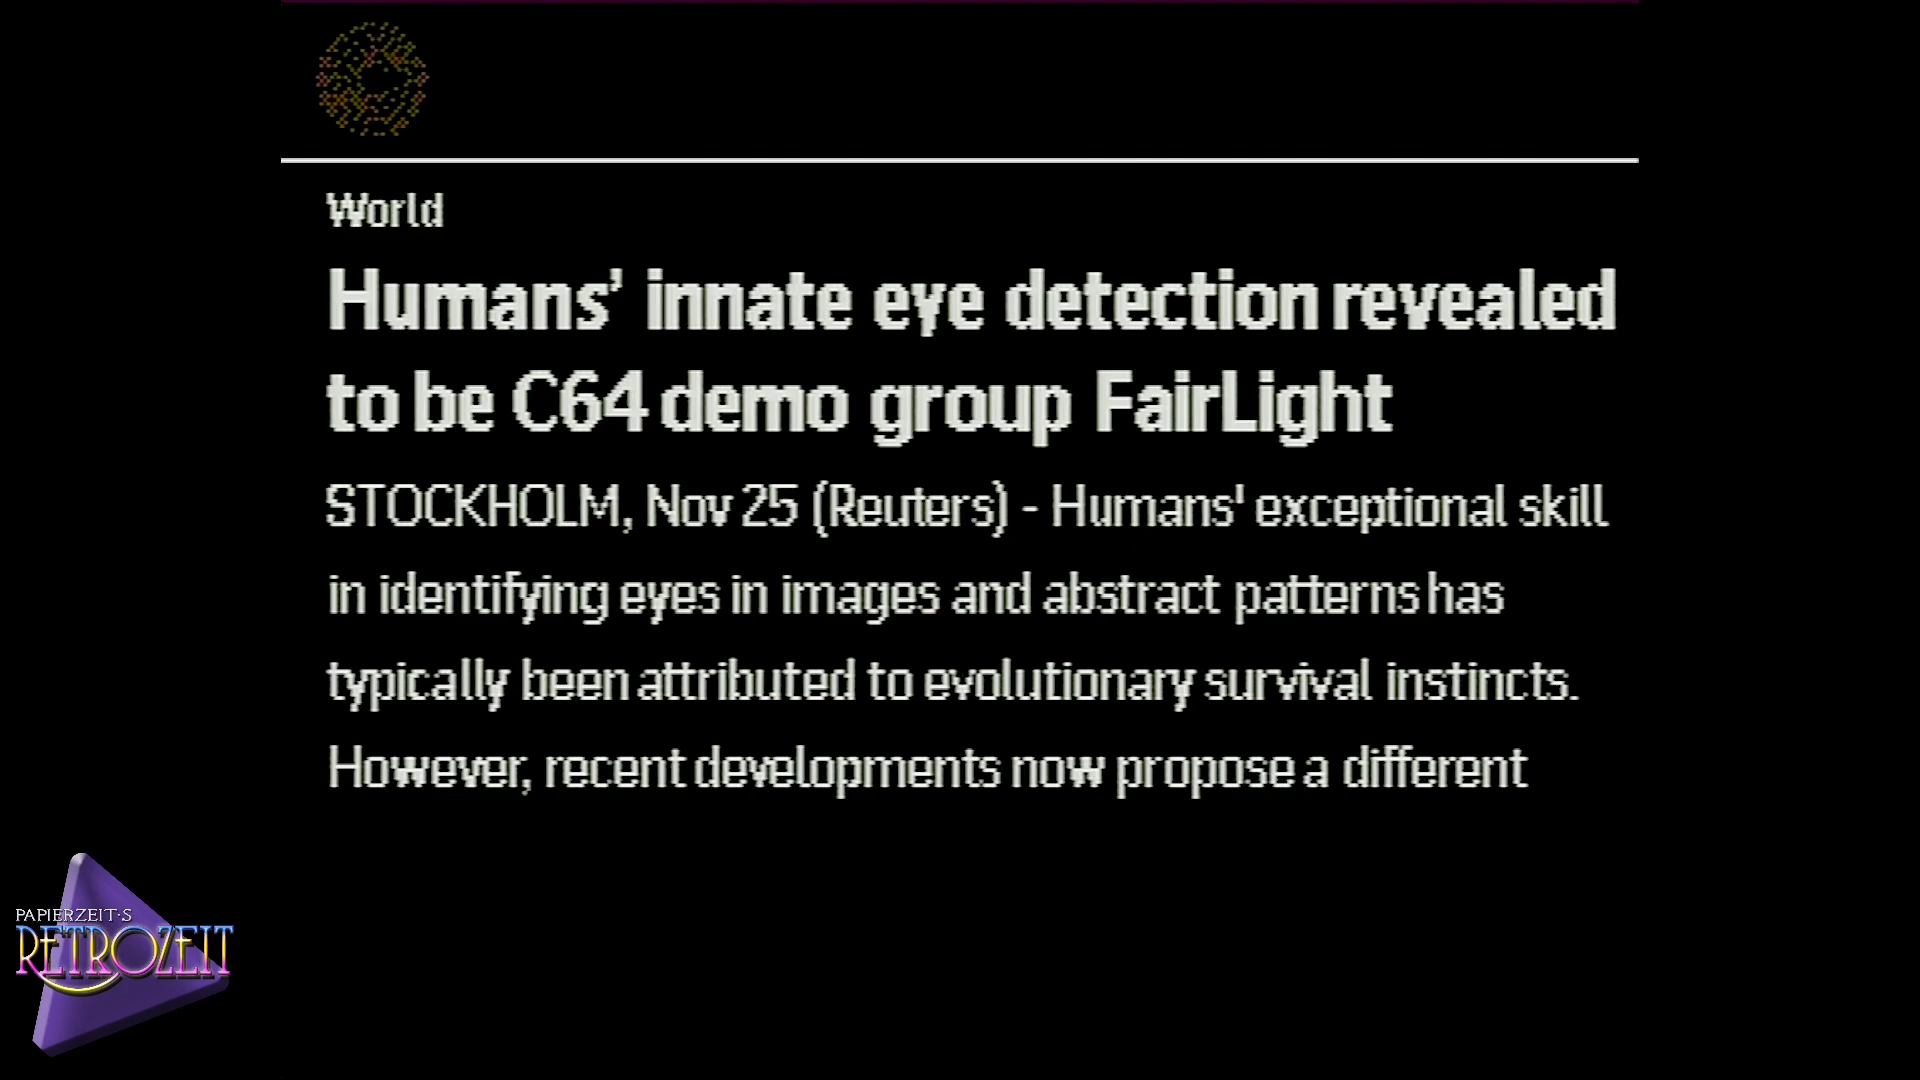 World
Humans’ innate eye detection revealed
to be C64 demo group FairLight
STOCKHOLM, Nov 25 (Reuters) - Humans' exceptional skill
in identifying eyes in images and abstract patterns has
typically been attributed to evolutionary survival instincts.
However, recent developments now propose a different
PAPIERZEIT·S
RETROZEIT